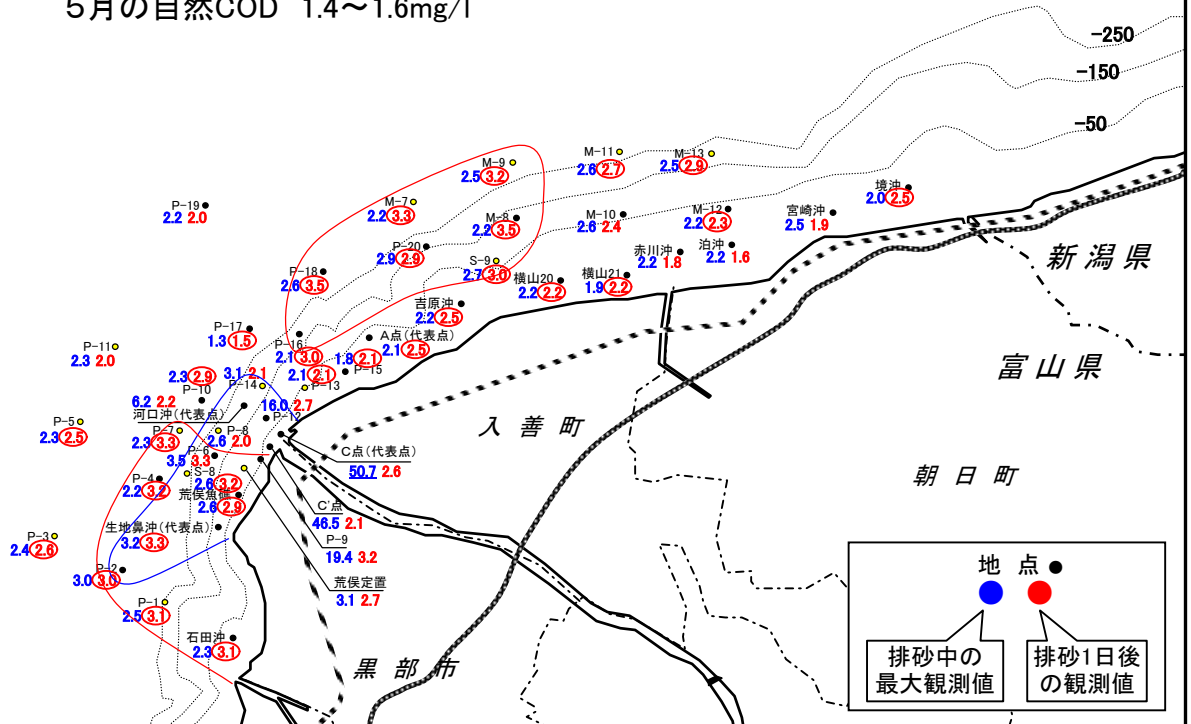 5月の自然COD 1.4～1.6mg/l
-250
-150
-50
M-11
2.6 2.7
M-13
2.5 2.9
M-9
2.5 3.2
境沖
2.0 2.5
P-19
2.2 2.0
M-7
2.2 3.3
M-8
2.2 3.5
M-10
2.6 2.4
M-12
2.2 2.3
宮崎沖
2.5 1.9
P-20
2.9 2.9
赤川沖
2.2 1.8
泊沖
2.2 1.6
新潟県
S-9
2.7 3.0
P-18
2.6 3.5
横山20
2.2 2.2
横山21
1.9 2.2
吉原沖
2.2 2.5
P-17
1.3 1.5
P-16
2.1 3.0
A点(代表点)
2.1 2.5
P-11
2.3 2.0
1.8 2.1
P-15
富山県
2.3 2.9
P-10
3.1 2.1
P-14
2.1 2.1
P-13
6.2 2.2
河口沖(代表点)
16.0 2.7
P-12
P-5
2.3 2.5
P-7
2.3 3.3
P-8
2.6 2.0
入善町
P-6
3.5 3.3
C点(代表点)
50.7 2.6
P-4
2.2 3.2
S-8
2.6 3.2
朝日町
荒俣魚礁
2.6 2.9
C'点
46.5 2.1
生地鼻沖(代表点)
3.2 3.3
P-3
2.4 2.6
P-9
19.4 3.2
P-2
3.0 3.0
荒俣定置
3.1 2.7
P-1
2.5 3.1
石田沖
2.3 3.1
黒部市
地 点
排砂中の
最大観測値
排砂1日後
の観測値